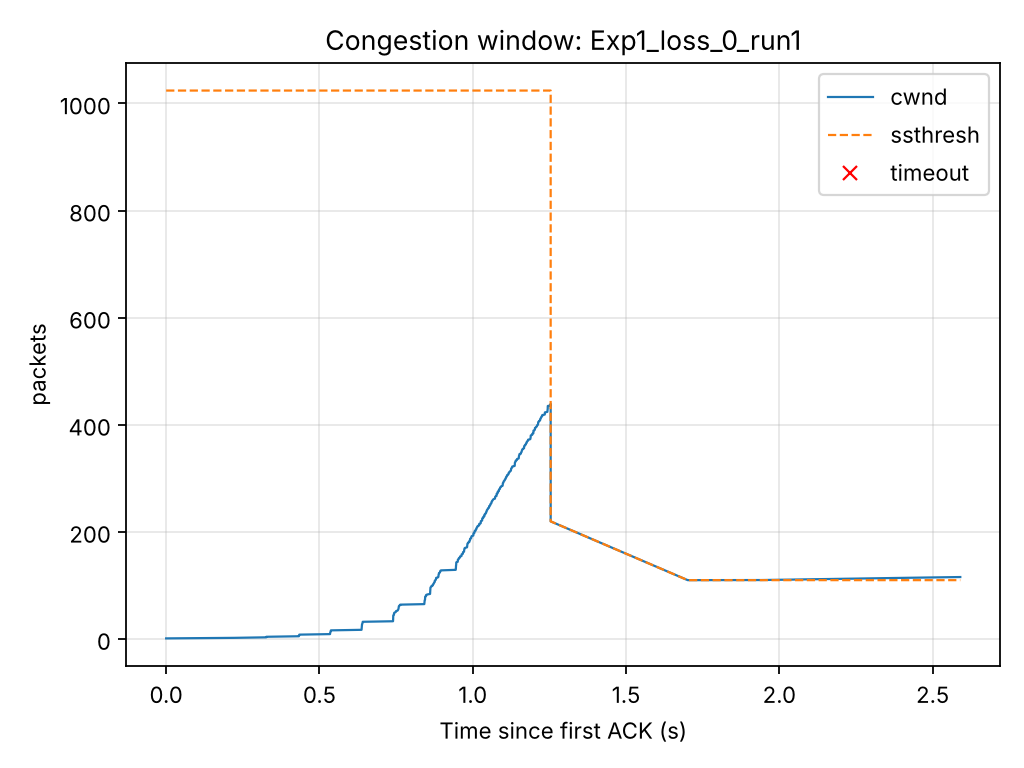 Congestion window: Exp1_loss_0_run1
cwnd
ssthresh
timeout
packets
1000
800
600
400
200
0
0.0 0.5 1.0 1.5 2.0 2.5
Time since first ACK (s)